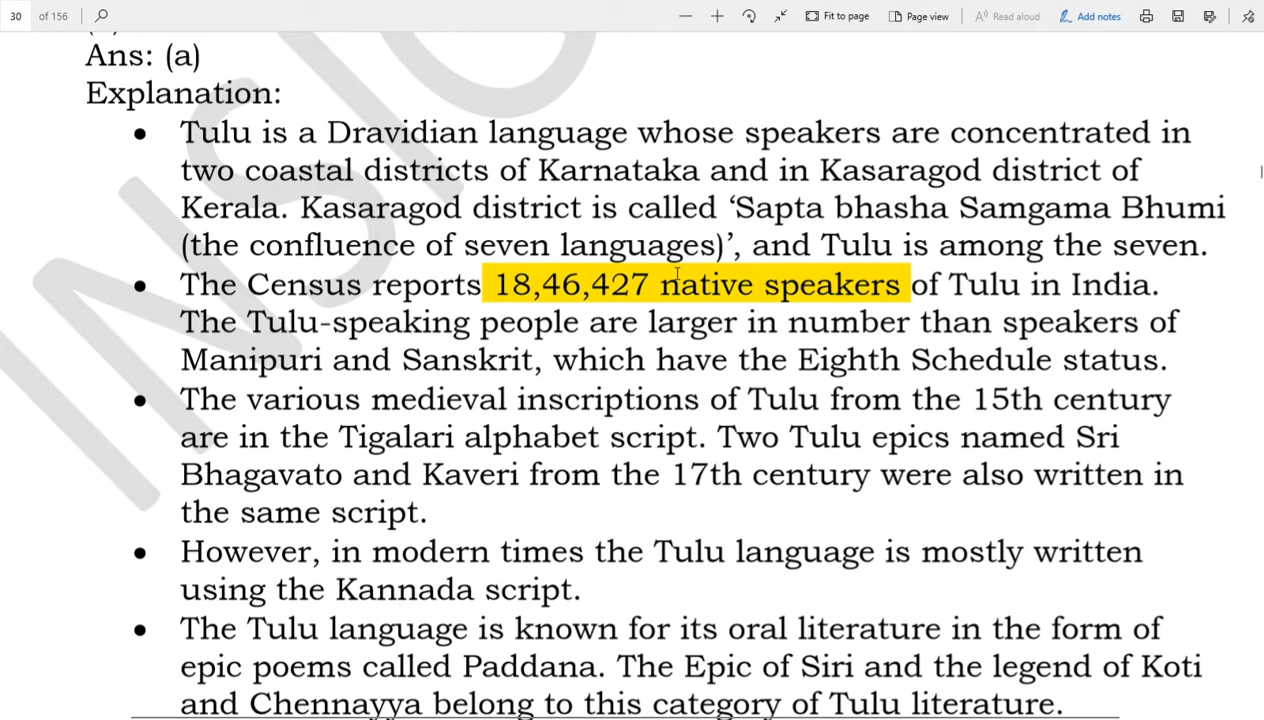 30 of 156 Fit to page Page view Read aloud Add notes
Ans: (a)
Explanation:
• Tulu is a Dravidian language whose speakers are concentrated in
two coastal districts of Karnataka and in Kasaragod district of
Kerala. Kasaragod district is called ‘Sapta bhasha Samgama Bhumi
(the confluence of seven languages)’, and Tulu is among the seven.
• The Census reports 18,46,427 native speakers of Tulu in India.
The Tulu-speaking people are larger in number than speakers of
Manipuri and Sanskrit, which have the Eighth Schedule status.
• The various medieval inscriptions of Tulu from the 15th century
are in the Tigalari alphabet script. Two Tulu epics named Sri
Bhagavato and Kaveri from the 17th century were also written in
the same script.
• However, in modern times the Tulu language is mostly written
using the Kannada script.
• The Tulu language is known for its oral literature in the form of
epic poems called Paddana. The Epic of Siri and the legend of Koti
and Chennayya belong to this category of Tulu literature.